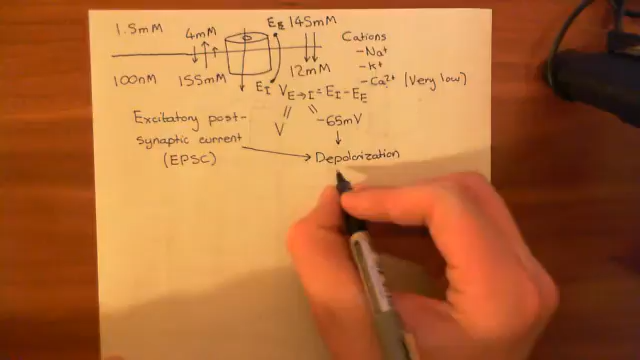 1.5mM
4mM
E_E
145mM
Cations
- Na⁺
- K⁺
- Ca²⁺ (Very low)
100nM
155mM
12mM
E_I
V_E→I = E_I - E_E
V
-65mV
Excitatory post-
synaptic current
(EPSC)
Depolarization